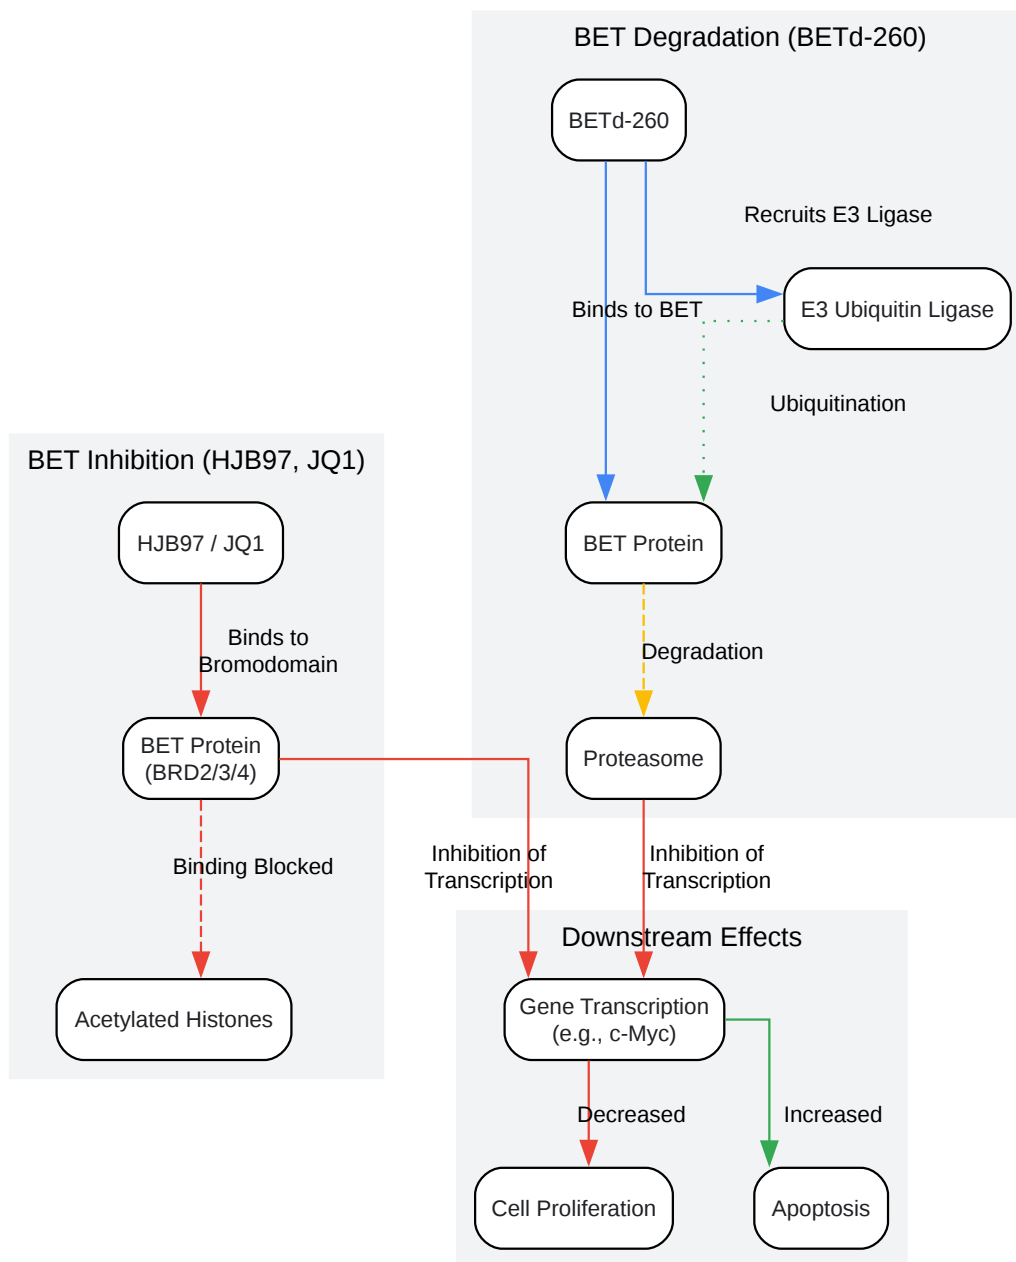 BET Degradation (BETd-260)
BETd-260
Recruits E3 Ligase
Binds to BET
E3 Ubiquitin Ligase
Ubiquitination
BET Inhibition (HJB97, JQ1)
HJB97 / JQ1
BET Protein
Binds to
Bromodomain
Degradation
BET Protein
(BRD2/3/4)
Proteasome
Binding Blocked
Inhibition of
Transcription
Inhibition of
Transcription
Downstream Effects
Acetylated Histones
Gene Transcription
(e.g., c-Myc)
Decreased
Increased
Cell Proliferation
Apoptosis